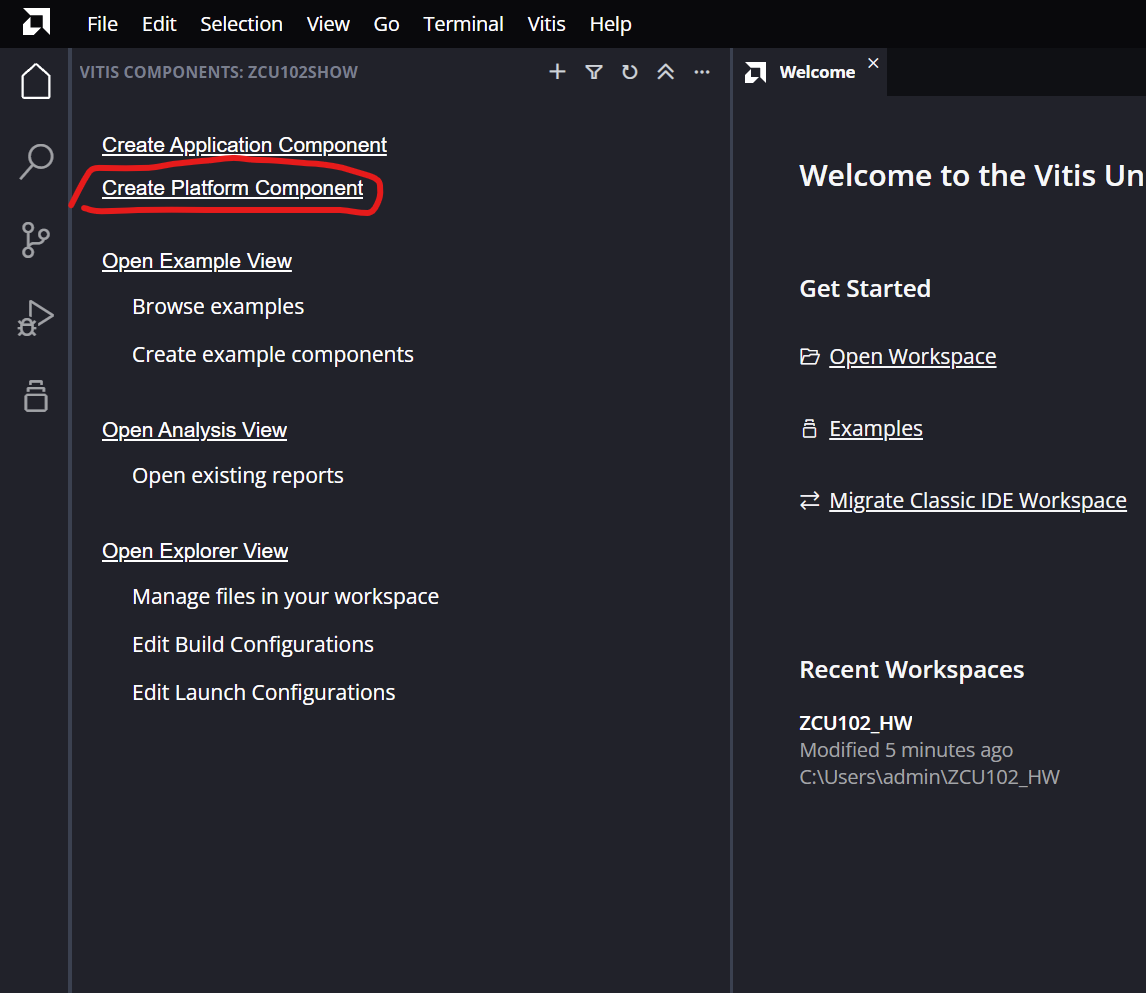 File Edit Selection View Go Terminal Vitis Help
VITIS COMPONENTS: ZCU102SHOW
Create Application Component
Create Platform Component
Open Example View
Browse examples
Create example components
Open Analysis View
Open existing reports
Open Explorer View
Manage files in your workspace
Edit Build Configurations
Edit Launch Configurations
Welcome
Welcome to the Vitis Un
Get Started
Open Workspace
Examples
Migrate Classic IDE Workspace
Recent Workspaces
ZCU102_HW
Modified 5 minutes ago
C:\Users\admin\ZCU102_HW